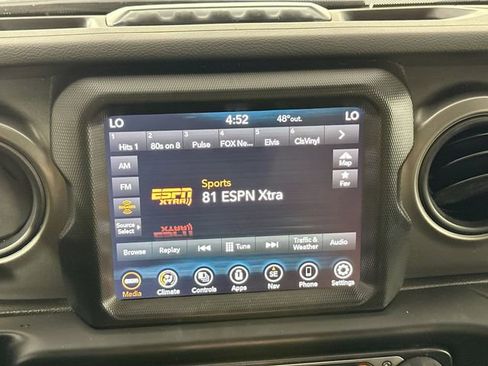 LO 4:52 48°out. LO
1 2 3 4 5 6
Hits 1 80s on 8 Pulse FOX Ne... Elvis ClsVinyl
AM
Map
FM
Fav
ESPN
XTRA
Sports
81 ESPN Xtra
Source
Select
Browse Replay Tune Traffic & Weather Audio
Media Climate Controls Apps Nav Phone Settings